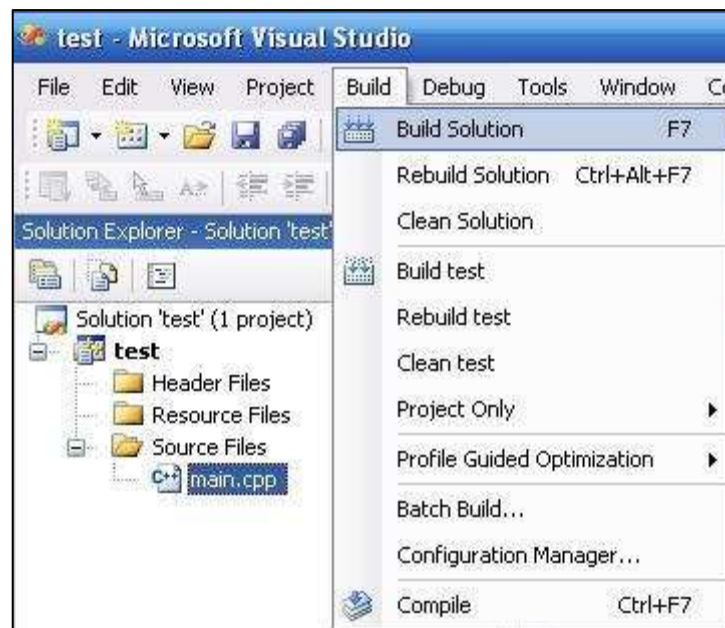 test - Microsoft Visual Studio
File Edit View Project Build Debug Tools Window
Solution Explorer - Solution 'test'
Solution 'test' (1 project)
test
Header Files
Resource Files
Source Files
C++ main.cpp
Build Solution F7
Rebuild Solution Ctrl+Alt+F7
Clean Solution
Build test
Rebuild test
Clean test
Project Only
Profile Guided Optimization
Batch Build...
Configuration Manager...
Compile Ctrl+F7